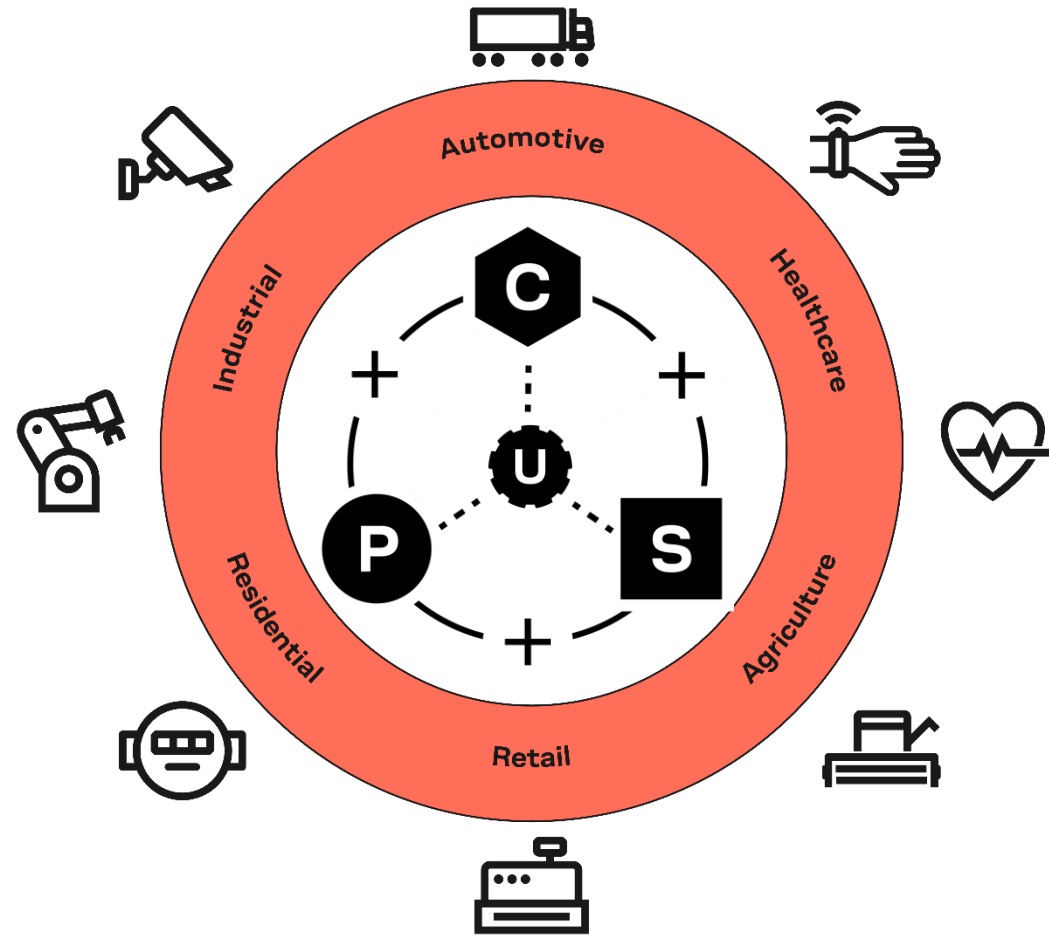 Automotive
Healthcare
Agriculture
Retail
Residential
Industrial
C
U
P
S